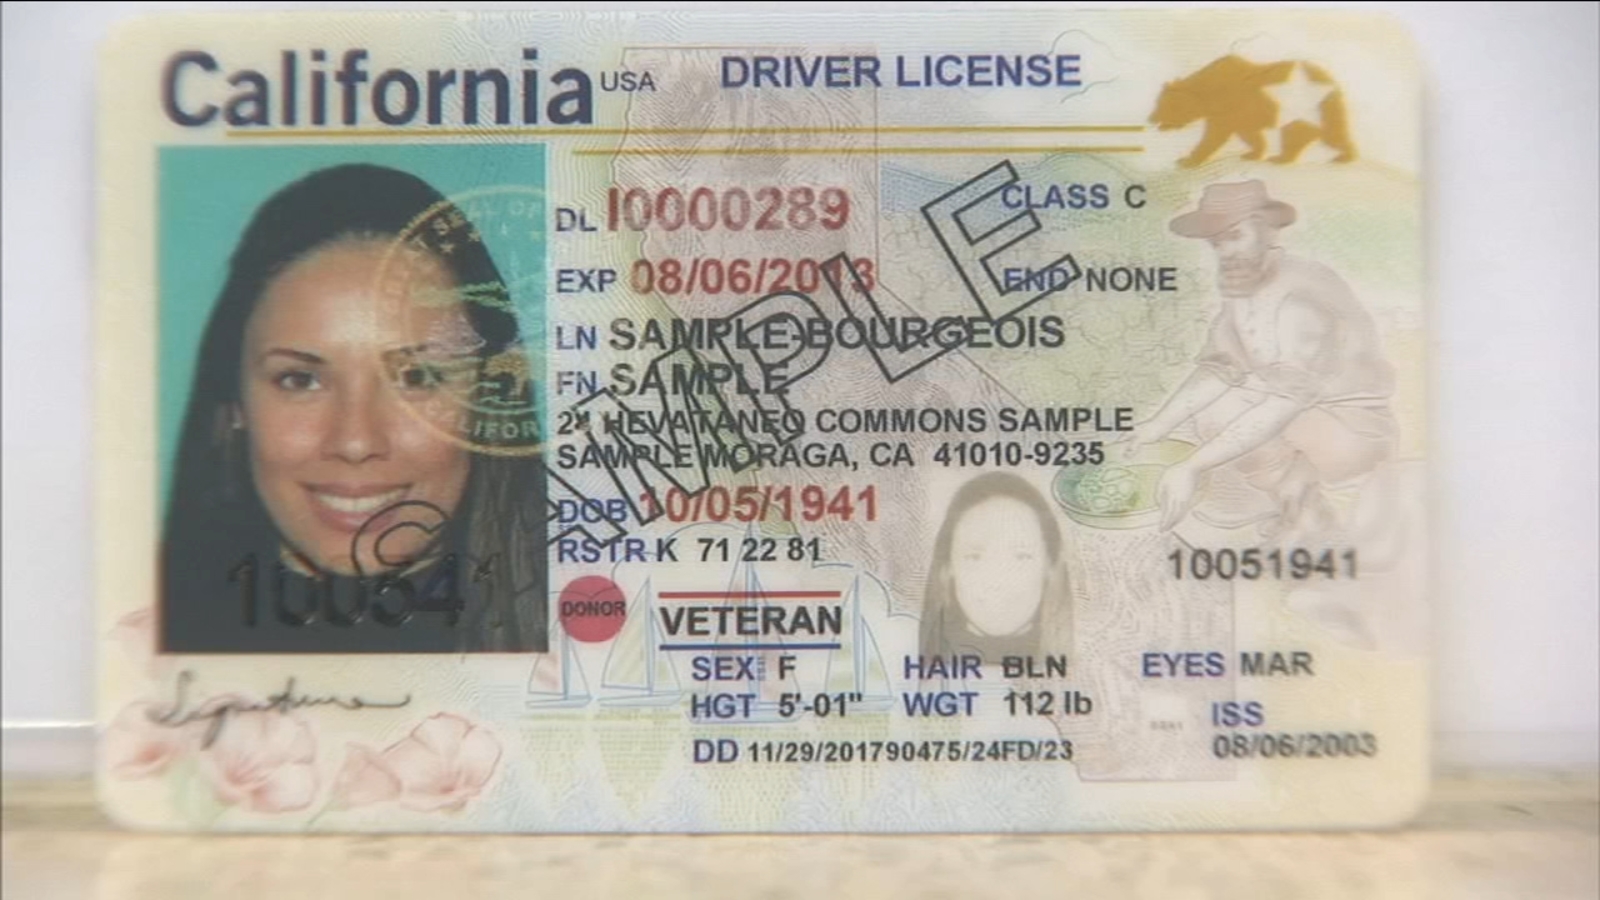 California USA DRIVER LICENSE
DL I0000289 CLASS C
EXP 08/06/2013 END NONE
LN SAMPLE-BOURGEOIS
FN SAMPLE
HEVATANEQ COMMONS SAMPLE
SAMPLE MORAGA, CA 41010-9235
DOB 10/05/1941
RSTR K 71 22 81
10051941
DONOR
VETERAN
SEX F HAIR BLN EYES MAR
HGT 5'-01" WGT 112 lb ISS
DD 11/29/201790475/24FD/23 08/06/2003
Signature
SAMPLE